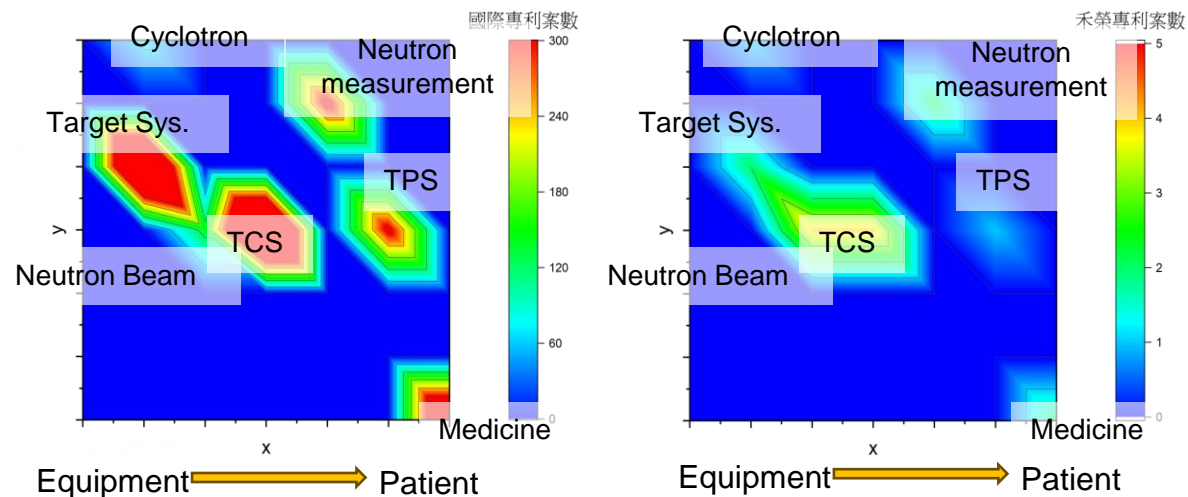 國際專利案數
Cyclotron
Neutron
measurement
Target Sys.
TPS
TCS
Neutron Beam
Medicine
y
x
300
240
180
120
60
0
Equipment
Patient
禾榮專利案數
Cyclotron
Neutron
measurement
Target Sys.
TPS
TCS
Neutron Beam
Medicine
y
x
5
4
3
2
1
0
Equipment
Patient